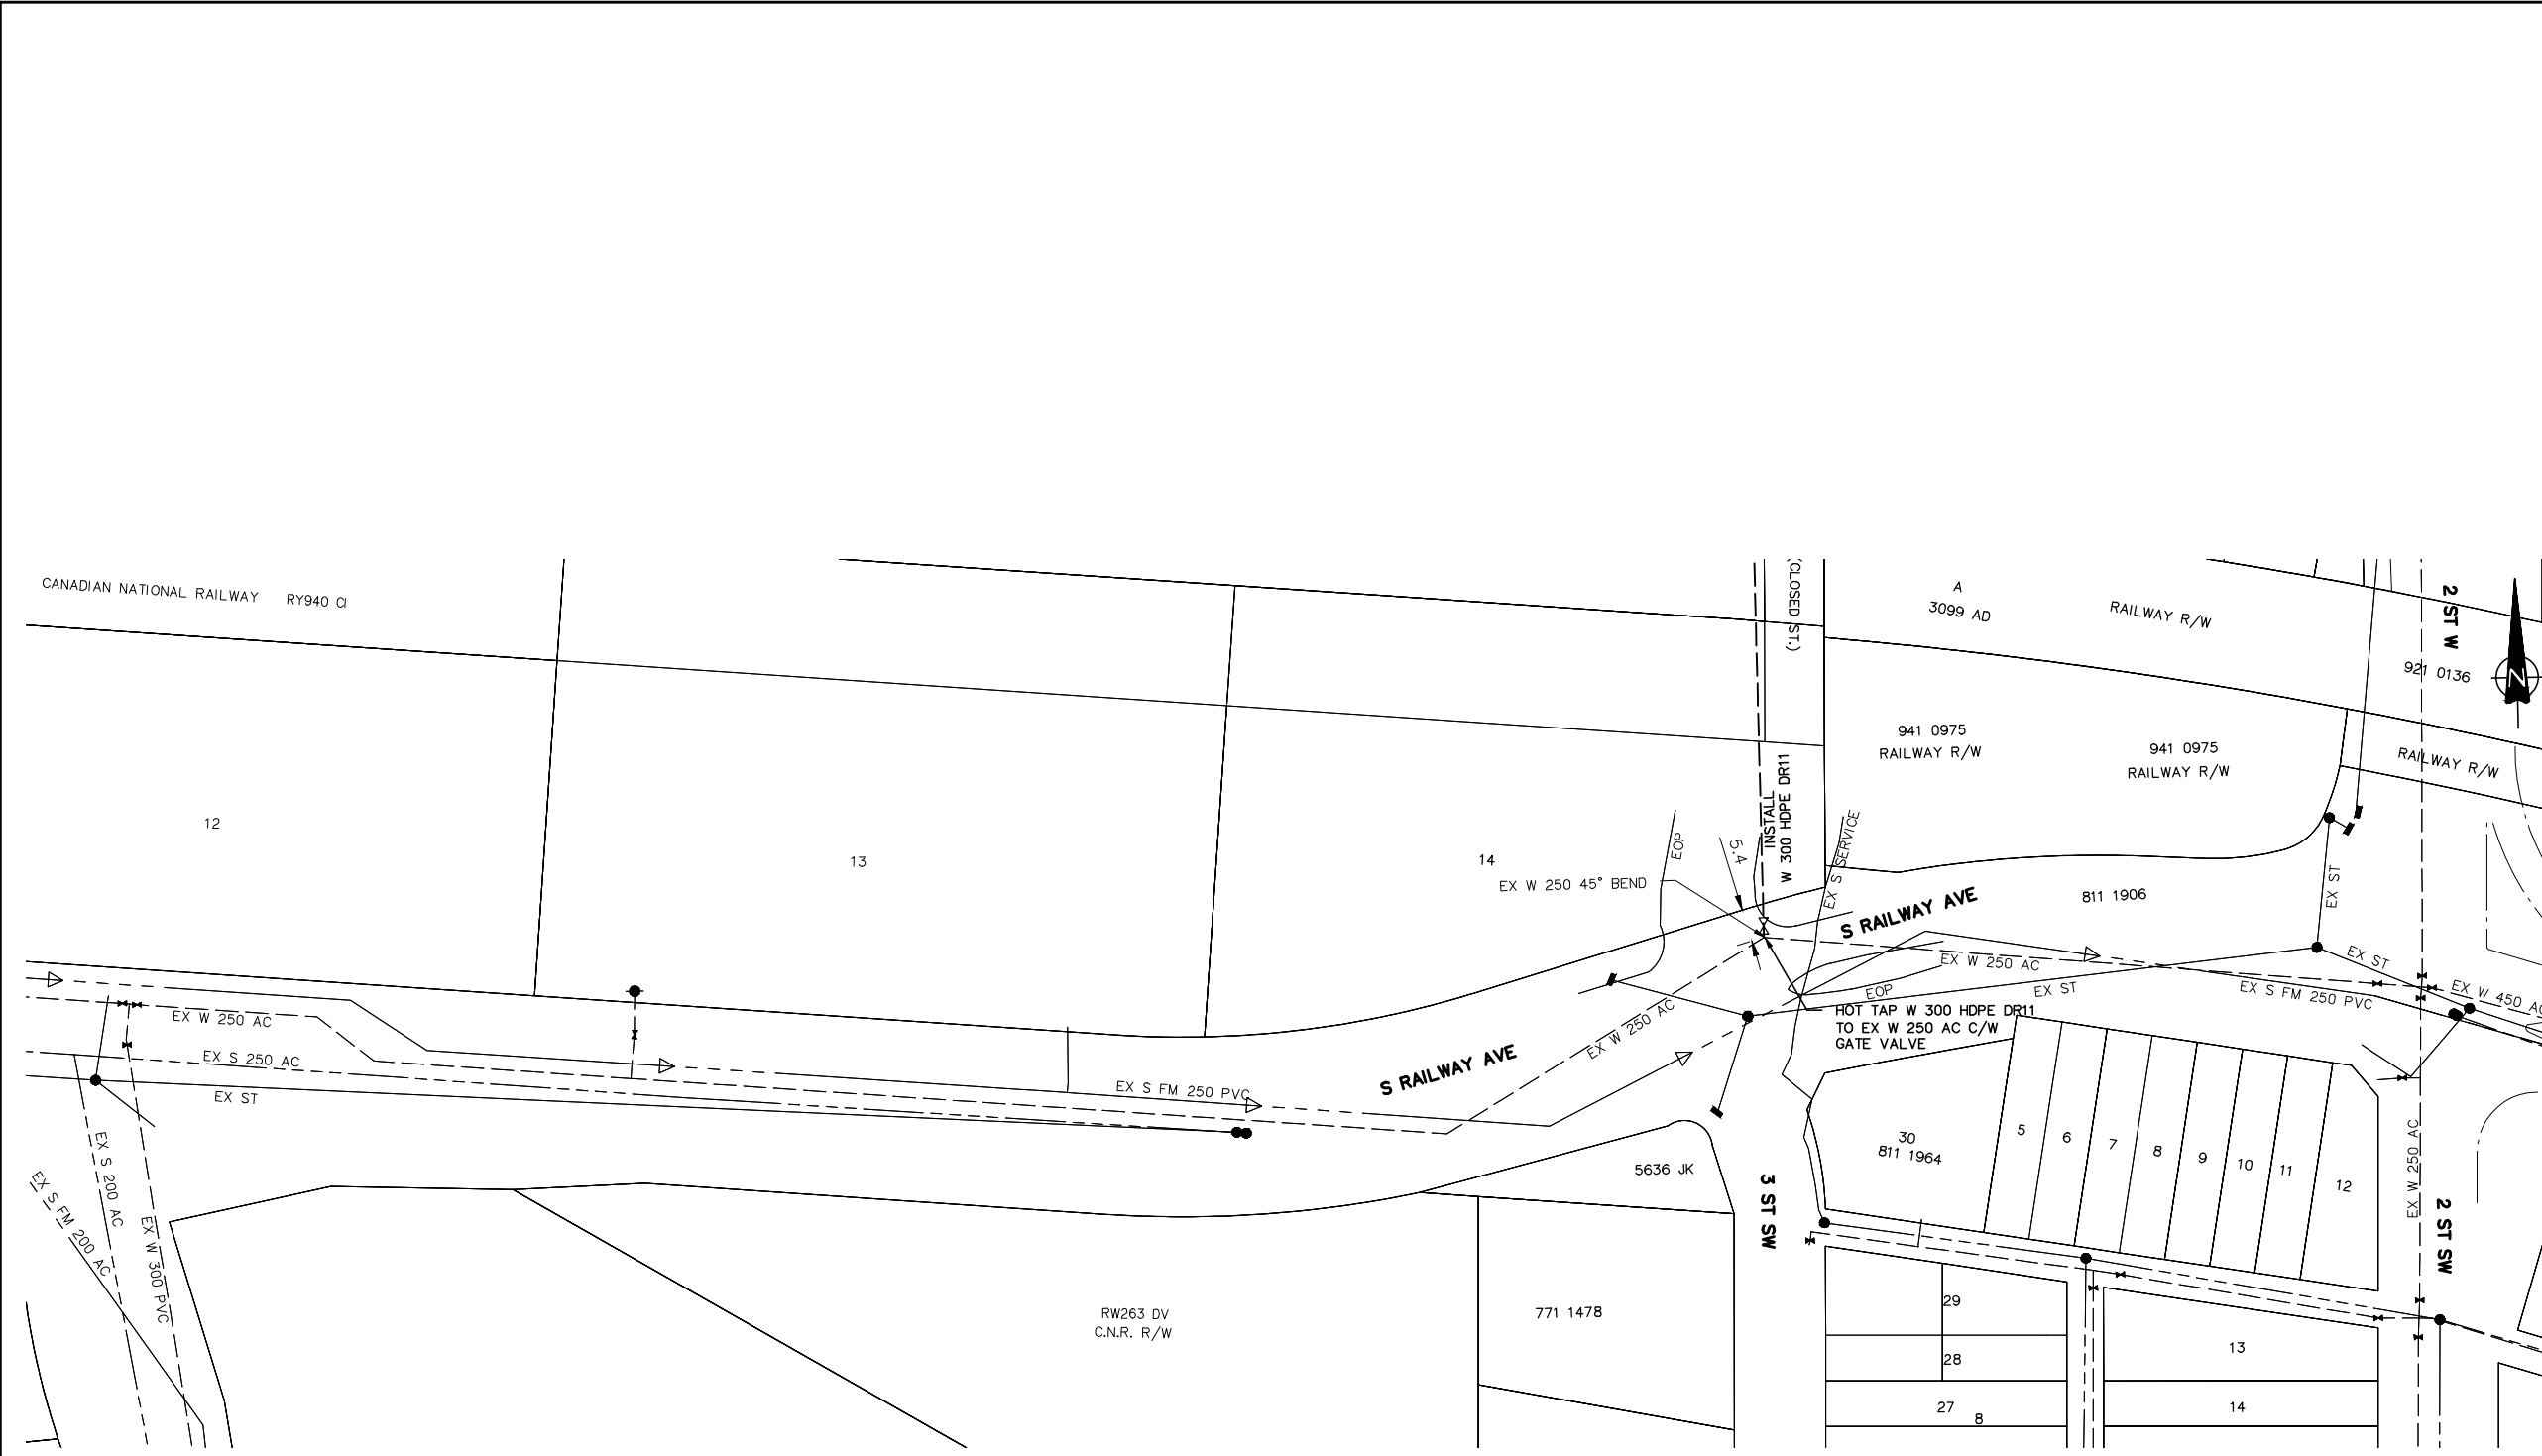 CANADIAN NATIONAL RAILWAY RY940 CI
(CLOSED ST.)
A
3099 AD
RAILWAY R/W
2 ST W
921 0136
N
941 0975
RAILWAY R/W
941 0975
RAILWAY R/W
RAILWAY R/W
12
13
14
EOP
5.4
INSTALL
W 300 HDPE DR11
EX S SERVICE
EX W 250 45° BEND
S RAILWAY AVE
811 1906
EX ST
EX ST
EX W 250 AC
EOP
EX ST
EX S FM 250 PVC
EX W 450 AC
HOT TAP W 300 HDPE DR11
TO EX W 250 AC C/W
GATE VALVE
EX W 250 AC
EX W 250 AC
EX S 250 AC
EX ST
EX S FM 250 PVC
S RAILWAY AVE
EX S 200 AC
EX S FM 200 AC
EX W 300 PVC
5636 JK
3 ST SW
30
811 1964
5
6
7
8
9
10
11
12
EX W 250 AC
2 ST SW
RW263 DV
C.N.R. R/W
771 1478
29
28
27
8
13
14